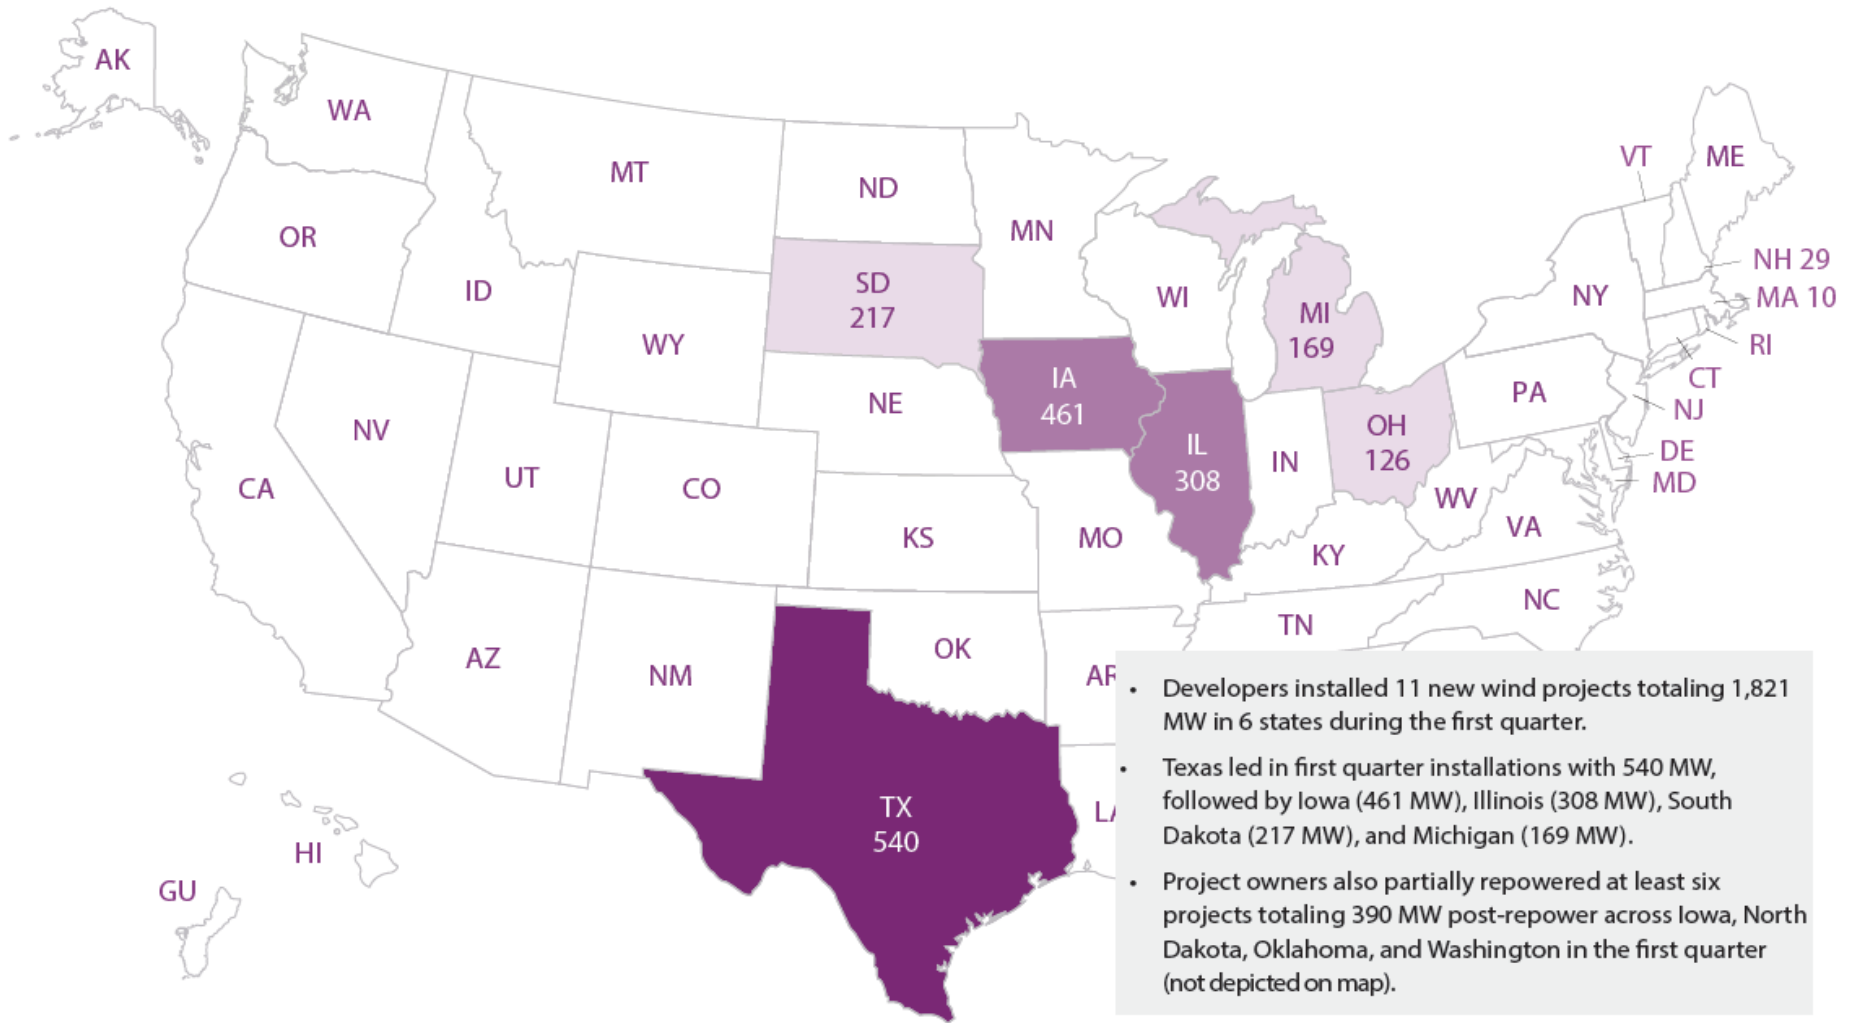 AK
WA
MT
ND
MN
VT
ME
OR
ID
SD
217
WI
MI
169
NY
NH 29
MA 10
RI
WY
IA
461
NE
PA
CT
NJ
NV
IL
308
IN
OH
126
DE
MD
CA
UT
CO
WV
VA
KS
MO
KY
NC
TN
AZ
NM
OK
AR
LA
TX
540
HI
GU
• Developers installed 11 new wind projects totaling 1,821
MW in 6 states during the first quarter.
• Texas led in first quarter installations with 540 MW,
followed by Iowa (461 MW), Illinois (308 MW), South
Dakota (217 MW), and Michigan (169 MW).
• Project owners also partially repowered at least six
projects totaling 390 MW post-repower across Iowa, North
Dakota, Oklahoma, and Washington in the first quarter
(not depicted on map).